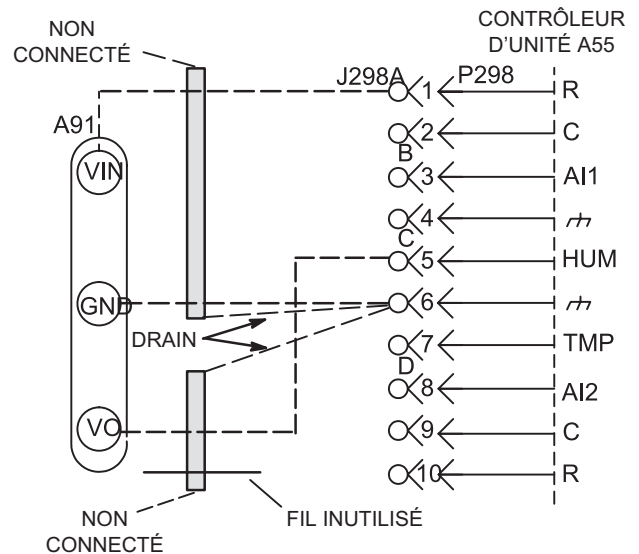 NON
CONNECTÉ
CONTRÔLEUR
D'UNITÉ A55
J298A
P298
A91
VIN
GND
VO
1 R
2 C
B
3 AI1
4
C
5 HUM
6
7 TMP
D
8 AI2
9 C
10 R
DRAIN
NON
CONNECTÉ
FIL INUTILISÉ